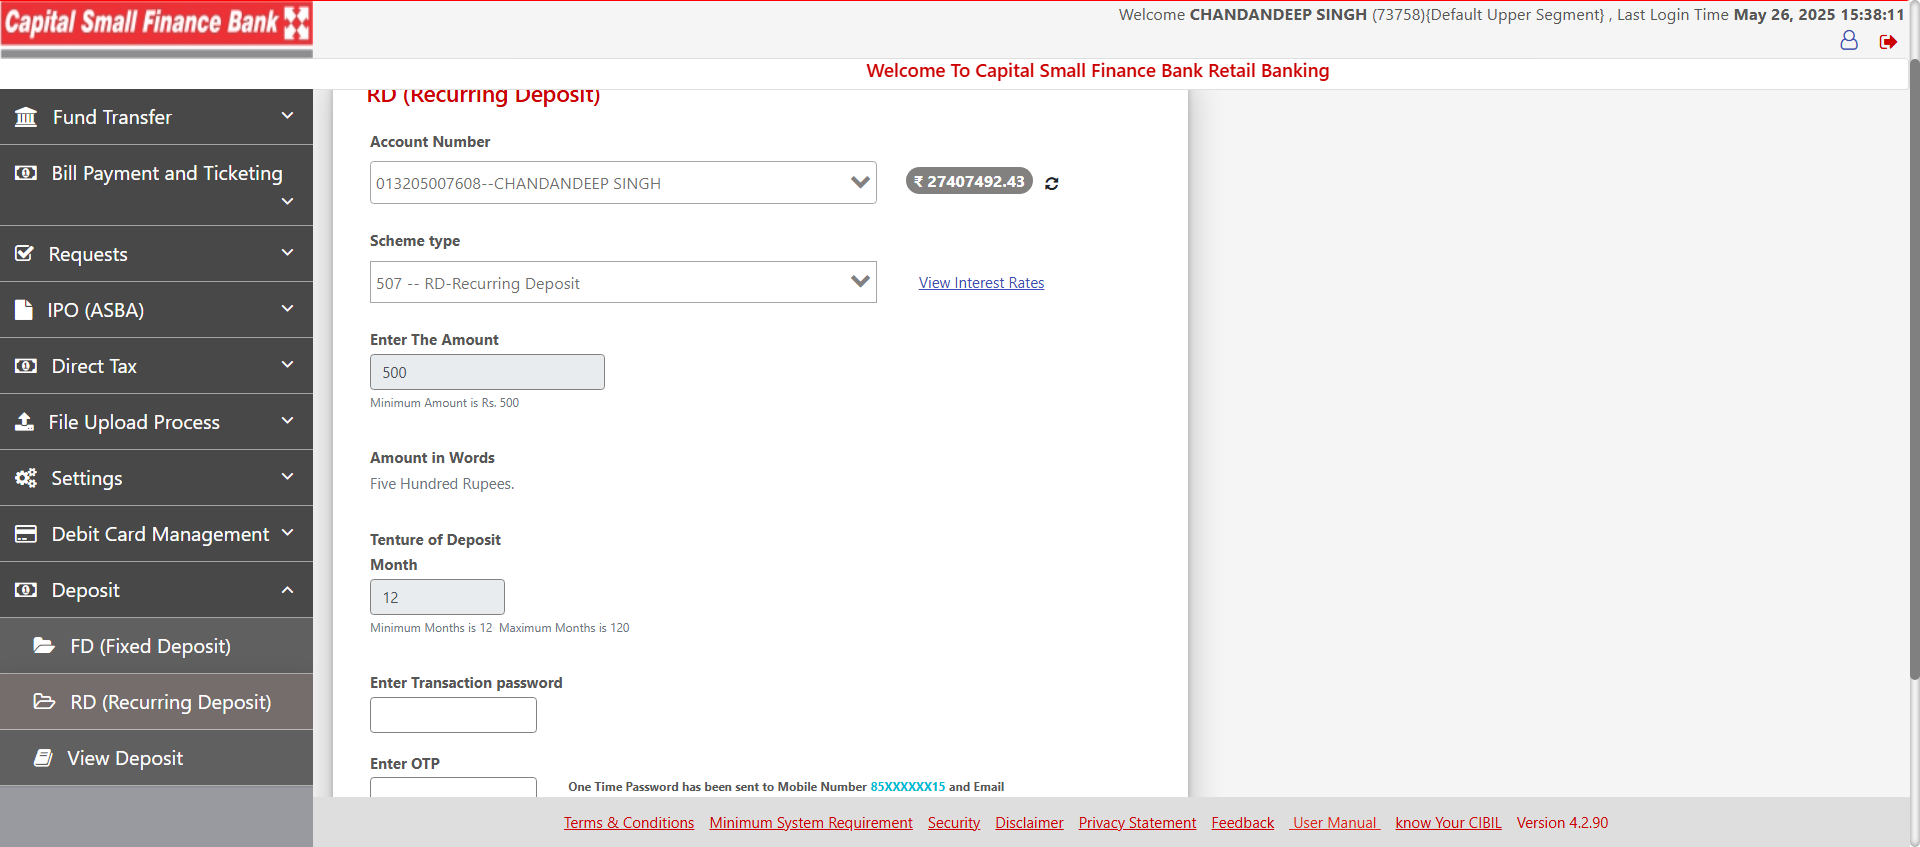 Capital Small Finance Bank
Welcome CHANDANDEEP SINGH (73758){Default Upper Segment} , Last Login Time May 26, 2025 15:38:11
Welcome To Capital Small Finance Bank Retail Banking
Fund Transfer
Bill Payment and Ticketing
Requests
IPO (ASBA)
Direct Tax
File Upload Process
Settings
Debit Card Management
Deposit
FD (Fixed Deposit)
RD (Recurring Deposit)
View Deposit
RD (Recurring Deposit)
Account Number
013205007608--CHANDANDEEP SINGH
₹ 27407492.43
Scheme type
507 -- RD-Recurring Deposit
View Interest Rates
Enter The Amount
500
Minimum Amount is Rs. 500
Amount in Words
Five Hundred Rupees.
Tenture of Deposit
Month
12
Minimum Months is 12 Maximum Months is 120
Enter Transaction password
Enter OTP
One Time Password has been sent to Mobile Number 85XXXXXX15 and Email
Terms & Conditions Minimum System Requirement Security Disclaimer Privacy Statement Feedback User Manual know Your CIBIL Version 4.2.90